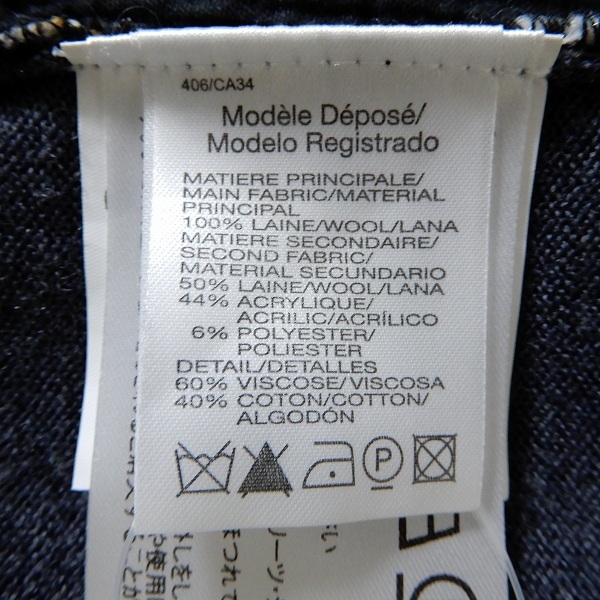 406/CA34
Modèle Déposé/
Modelo Registrado
MATIERE PRINCIPALE/
MAIN FABRIC/MATERIAL
PRINCIPAL
100% LAINE/WOOL/LANA
MATIERE SECONDAIRE/
SECOND FABRIC/
MATERIAL SECUNDARIO
50% LAINE/WOOL/LANA
44% ACRYLIQUE/
ACRILIC/ACRÍLICO
6% POLYESTER/
POLIESTER
DETAIL/DETALLES
60% VISCOSE/VISCOSA
40% COTON/COTTON/
ALGODÓN
P